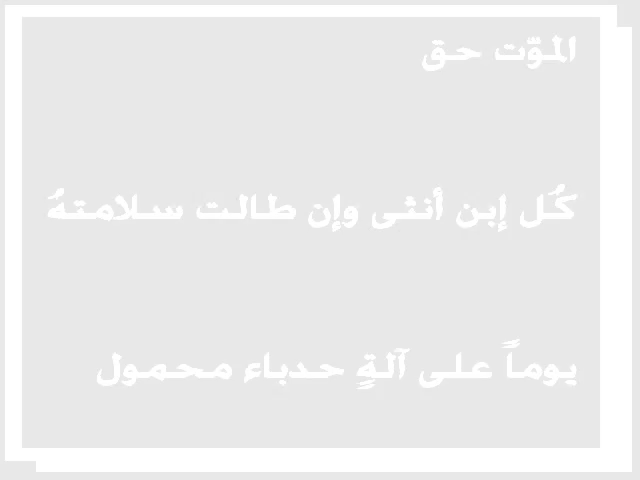 الموّت حق
كُل إبن أنثى وإن طالت سلامتهُ
يوماً على آلةٍ حدباء محمول